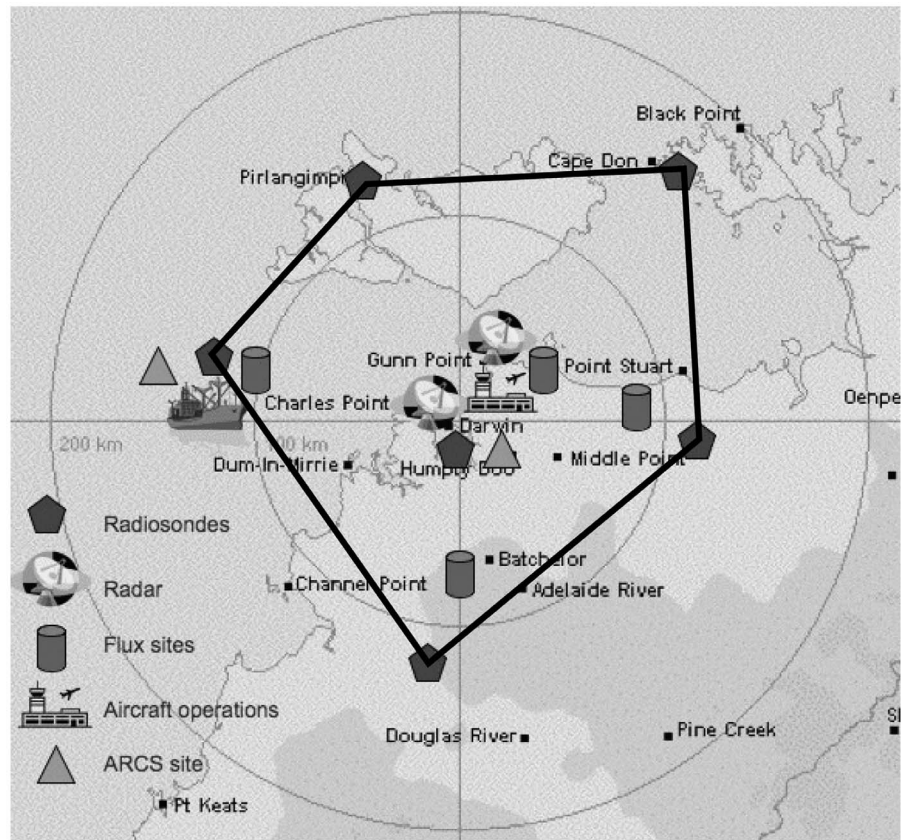 Black Point
Cape Don
Pirlangimpi
Gunn Point
Point Stuart
Charles Point
Oenpe
Darwin
200 km
100 km
Dum-In-Mirrie
Humpty Doo
Middle Point
Radiosondes
Batchelor
Channel Point
Adelaide River
Radar
Flux sites
Aircraft operations
Douglas River
Pine Creek
ARCS site
Pt Keats